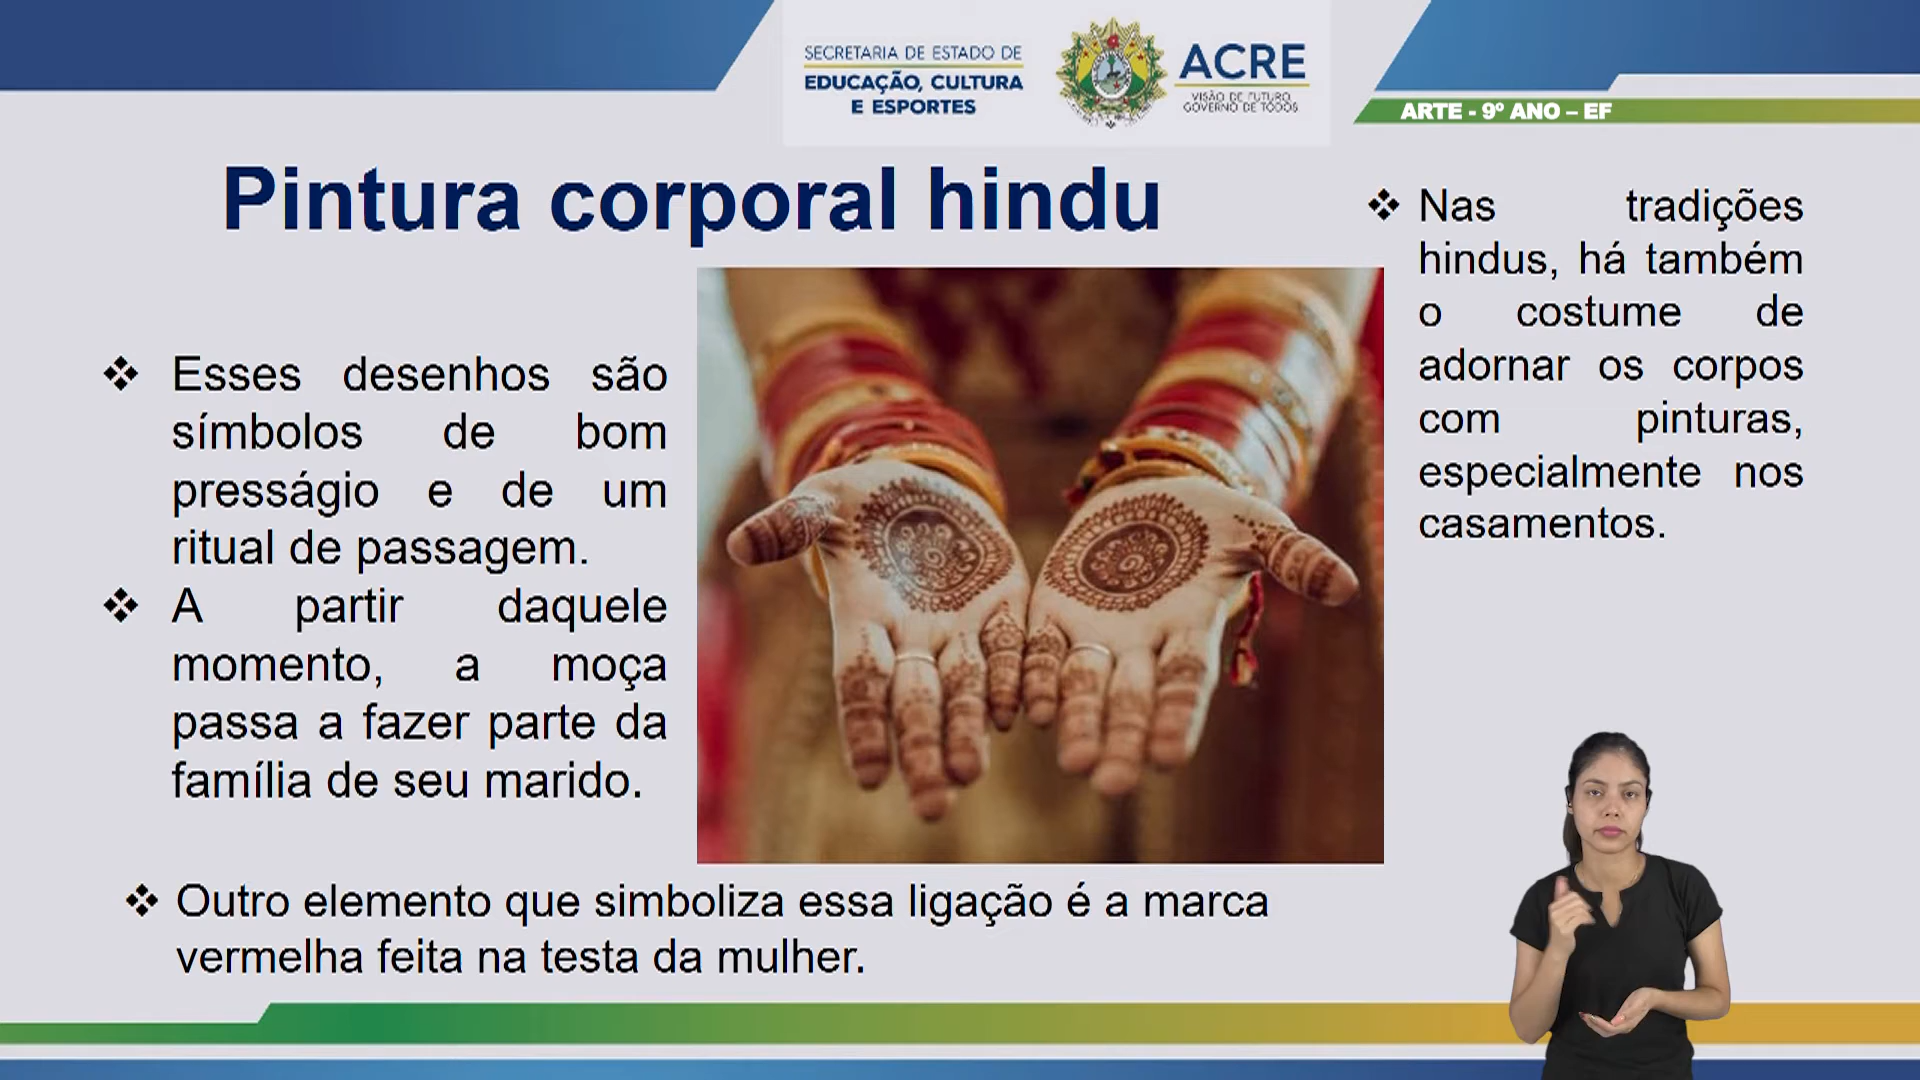 SECRETARIA DE ESTADO DE
EDUCAÇÃO, CULTURA
E ESPORTES
ACRE
VISÃO DE FUTURO,
GOVERNO DE TODOS
ARTE - 9º ANO – EF
Pintura corporal hindu
❖ Esses desenhos são
símbolos de bom
presságio e de um
ritual de passagem.
❖ A partir daquele
momento, a moça
passa a fazer parte da
família de seu marido.
❖ Nas tradições
hindus, há também
o costume de
adornar os corpos
com pinturas,
especialmente nos
casamentos.
❖ Outro elemento que simboliza essa ligação é a marca
vermelha feita na testa da mulher.